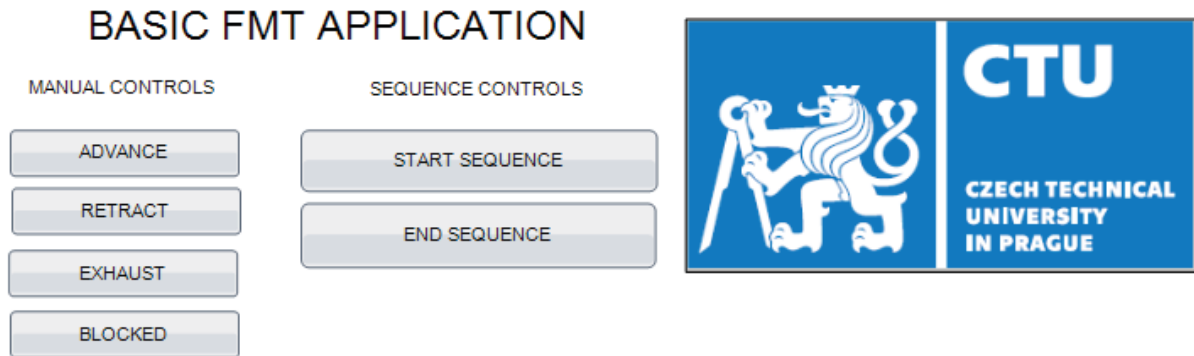 BASIC FMT APPLICATION
MANUAL CONTROLS
ADVANCE
RETRACT
EXHAUST
BLOCKED
SEQUENCE CONTROLS
START SEQUENCE
END SEQUENCE
CTU
CZECH TECHNICAL
UNIVERSITY
IN PRAGUE